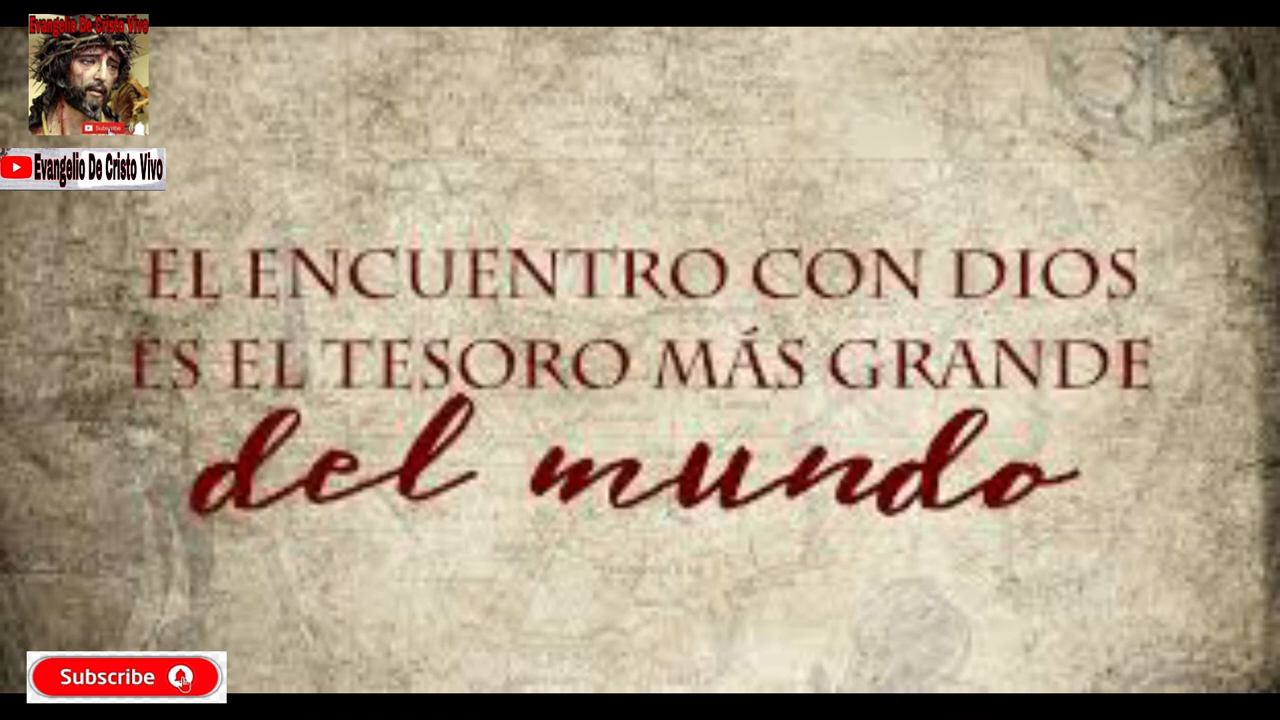 Evangelio De Cristo Vivo
Subscribe
Evangelio De Cristo Vivo
EL ENCUENTRO CON DIOS
ES EL TESORO MÁS GRANDE
del mundo
Subscribe